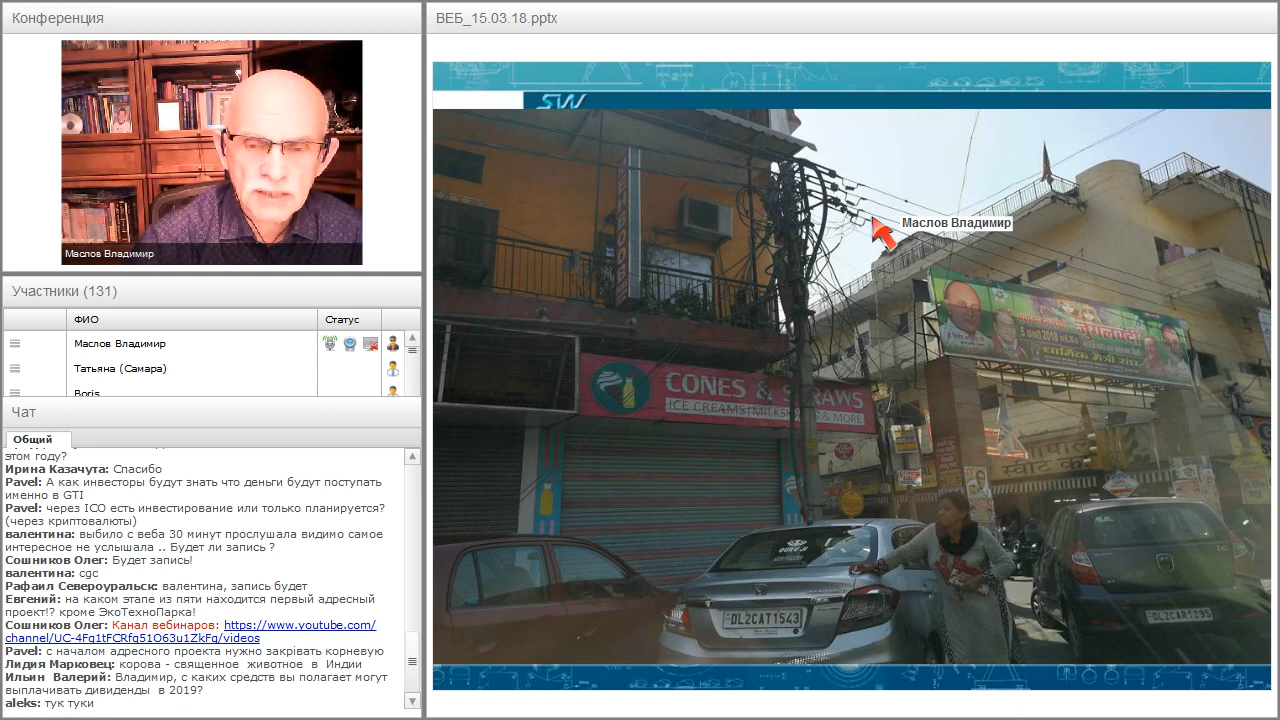 Конференция
Маслов Владимир
Участники (131)
ФИО
Статус
Маслов Владимир
Татьяна (Самара)
Boris
Чат
Общий
этом году?
Ирина Казачута: Спасибо
Pavel: А как инвесторы будут знать что деньги будут поступать
именно в GTI
Pavel: через ICO есть инвестирование или только планируется?
(через криптовалюты)
валентина: выбило с веба 30 минут прослушала видимо самое
интересное не услышала .. Будет ли запись ?
Сошников Олег: Будет запись!
валентина: cgc
Рафаил Североуральск: валентина, запись будет
Евгений: на каком этапе из пяти находится первый адресный
проект!? кроме ЭкоТехноПарка!
Сошников Олег: Канал вебинаров: https://www.youtube.com/
channel/UC-4Fq1tFCRfq51O63u1ZkFq/videos
Pavel: с началом адресного проекта нужно закрівать корневую
Лидия Марковец: Корова - священное животное в Индии
Ильин Валерий: Владимир, с каких средств вы полагает могут
выплачивать дивиденды в 2019?
aleks: тук туки
ВЕБ_15.03.18.pptx
SW
Маслов Владимир
CONES & STRAWS
ICE CREAMS|MILKSHAKES & MORE
GURU JI
DL2CAT1543
DL2CAR1295